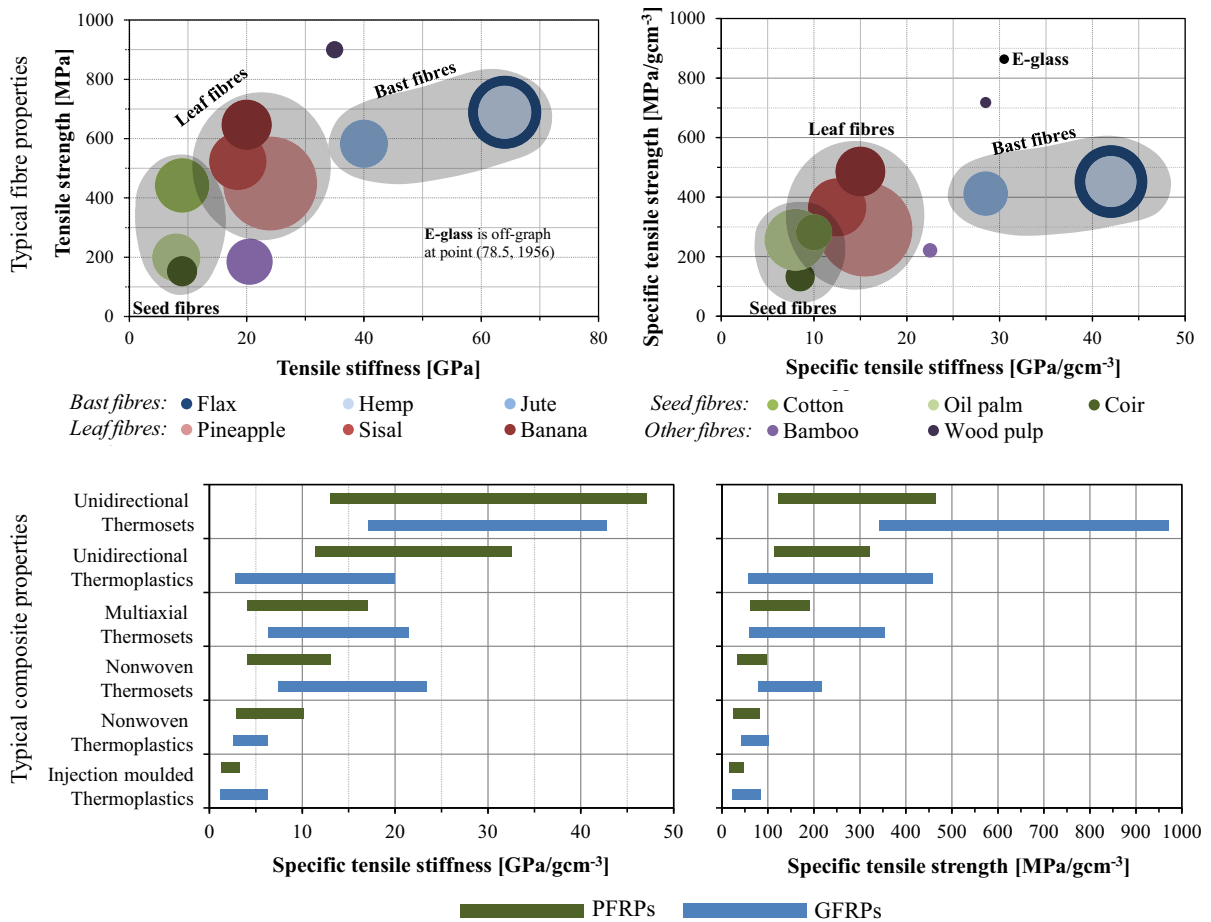 Typical fibre properties
Tensile strength [MPa]
1000
800
600
400
200
0
Leaf fibres
Bast fibres
Seed fibres
E-glass is off-graph
at point (78.5, 1956)
0 20 40 60 80
Tensile stiffness [GPa]
Specific tensile strength [MPa/gcm-3]
1000
800
600
400
200
0
E-glass
Leaf fibres
Bast fibres
Seed fibres
0 10 20 30 40 50
Specific tensile stiffness [GPa/gcm-3]
Bast fibres: Flax Hemp Jute
Leaf fibres: Pineapple Sisal Banana
Seed fibres: Cotton Oil palm Coir
Other fibres: Bamboo Wood pulp
Typical composite properties
Unidirectional
Thermosets
Unidirectional
Thermoplastics
Multiaxial
Thermosets
Nonwoven
Thermosets
Nonwoven
Thermoplastics
Injection moulded
Thermoplastics
0 10 20 30 40 50
Specific tensile stiffness [GPa/gcm-3]
0 100 200 300 400 500 600 700 800 900 1000
Specific tensile strength [MPa/gcm-3]
PFRPs GFRPs